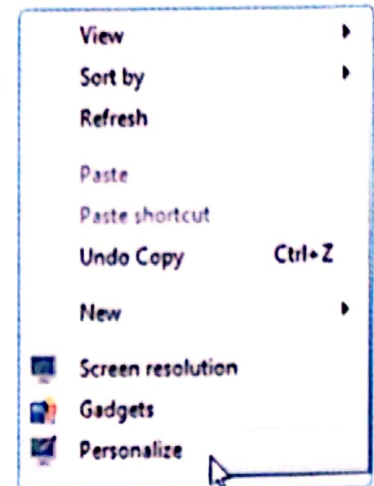 View
Sort by
Refresh
Paste
Paste shortcut
Undo Copy Ctrl+Z
New
Screen resolution
Gadgets
Personalize